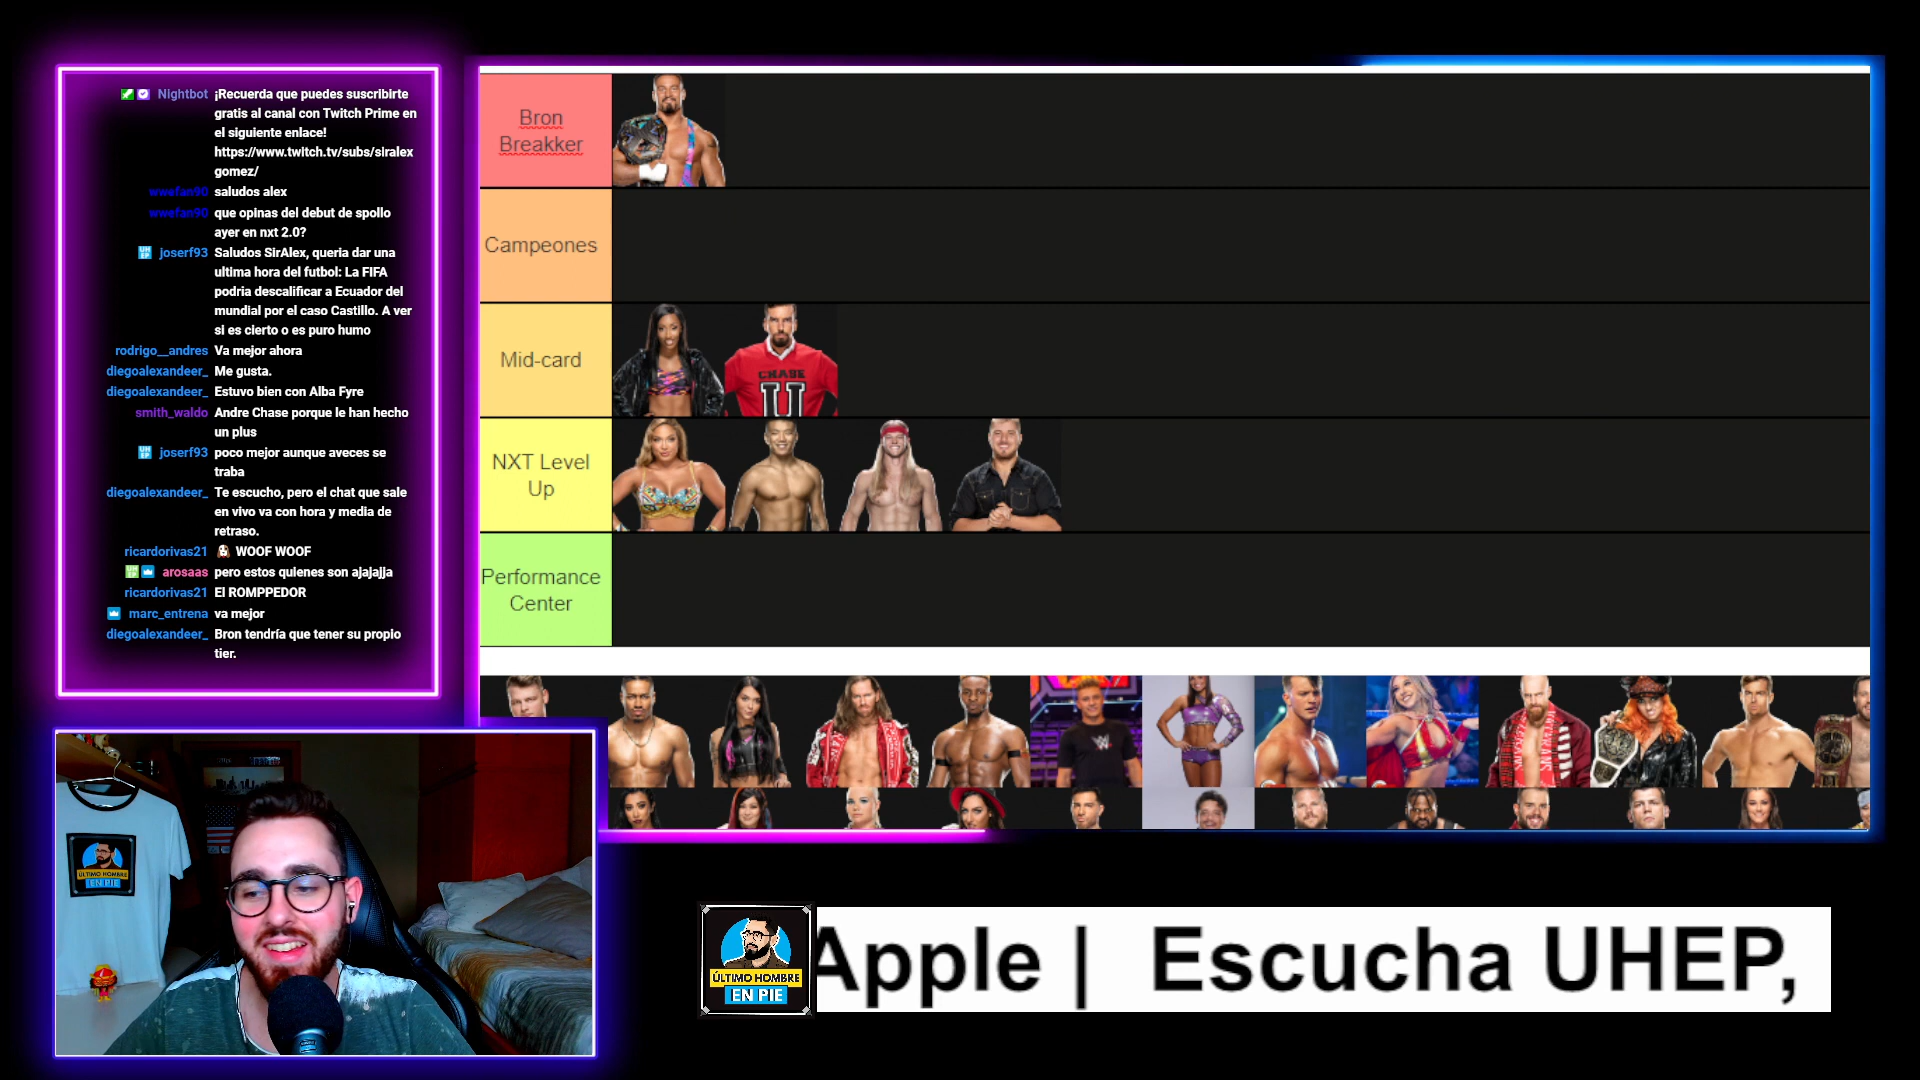 Nightbot ¡Recuerda que puedes suscribirte
gratis al canal con Twitch Prime en
el siguiente enlace!
https://www.twitch.tv/subs/siralex
gomez/
wwefan90 saludos alex
wwefan90 que opinas del debut de spollo
ayer en nxt 2.0?
joserf93 Saludos SirAlex, queria dar una
ultima hora del futbol: La FIFA
podria descalificar a Ecuador del
mundial por el caso Castillo. A ver
si es cierto o es puro humo
rodrigo__andres Va mejor ahora
diegoalexandeer_ Me gusta.
diegoalexandeer_ Estuvo bien con Alba Fyre
smith_waldo Andre Chase porque le han hecho
un plus
joserf93 poco mejor aunque aveces se
traba
diegoalexandeer_ Te escucho, pero el chat que sale
en vivo va con hora y media de
retraso.
ricardorivas21 WOOF WOOF
arosaas pero estos quienes son ajajajja
ricardorivas21 El ROMPPEDOR
marc_entrena va mejor
diegoalexandeer_ Bron tendría que tener su propio
tier.
Bron
Breakker
Campeones
Mid-card
CHASE
U
NXT Level
Up
Performance
Center
ÚLTIMO HOMBRE
EN PIE
ÚLTIMO HOMBRE
EN PIE
Apple | Escucha UHEP,